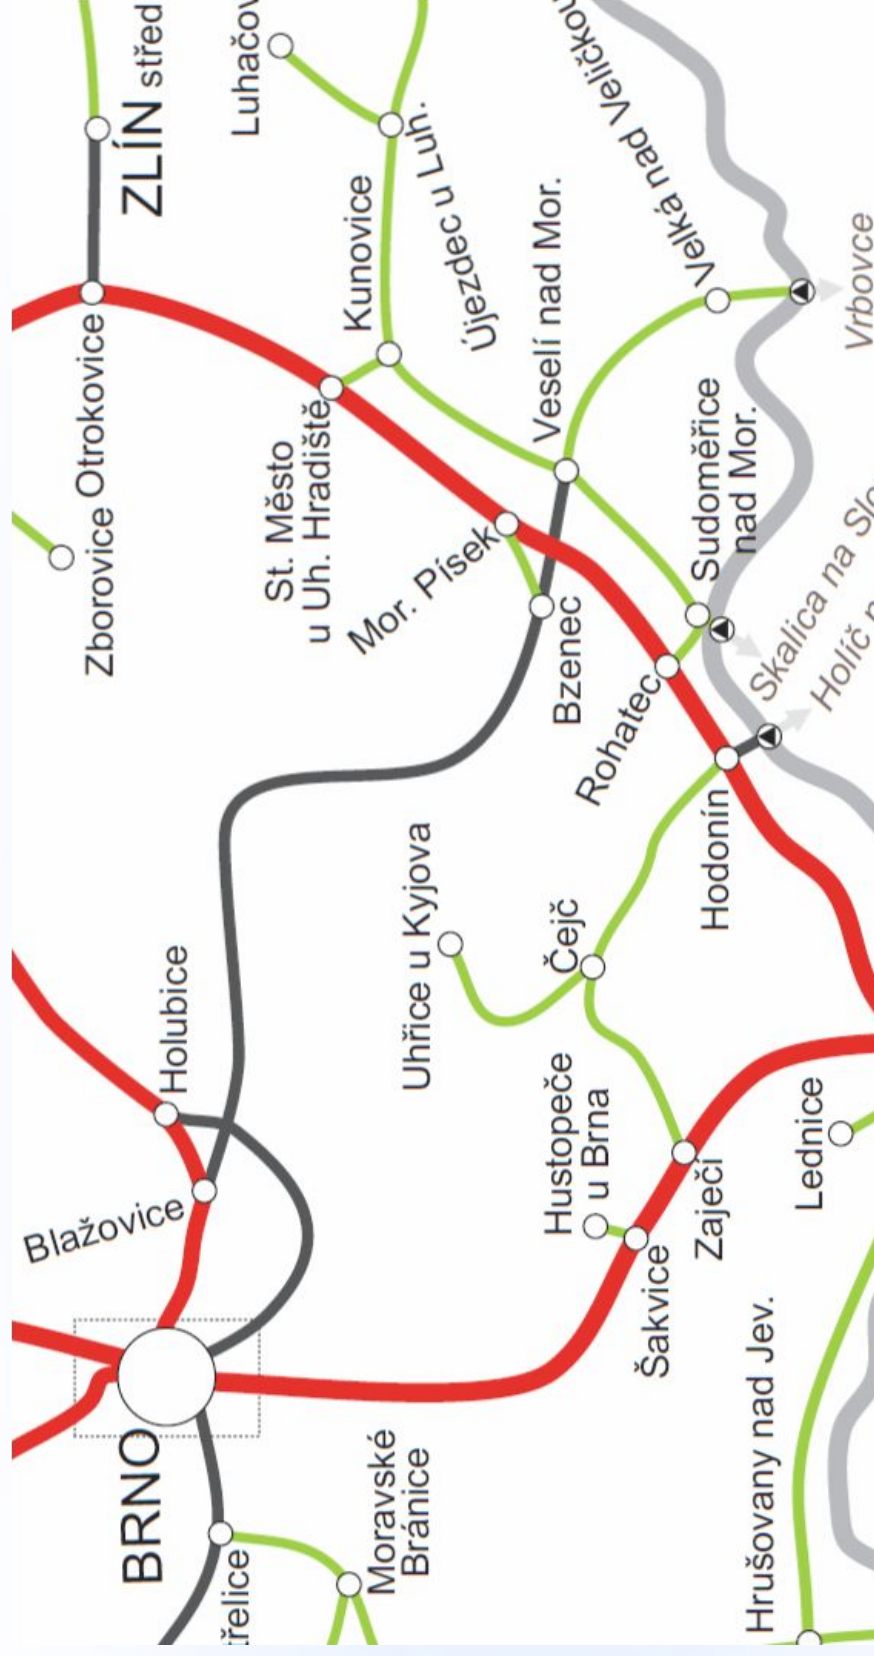 ZLÍN střed
Luhačov
Otrokovice
Zborovice
Kunovice
Újezdec u Luh.
St. Město
u Uh. Hradiště
Mor. Písek
Veselí nad Mor.
Velká nad Veličkou
Vrbovce
Sudoměřice
nad Mor.
Skalica na Slo
Holíč n
Bzenec
Rohatec
Hodonín
Uhřice u Kyjova
Čejč
Holubice
Blažovice
Hustopeče
u Brna
Zaječí
Šakvice
Lednice
BRNO
Moravské
Bránice
třelice
Hrušovany nad Jev.